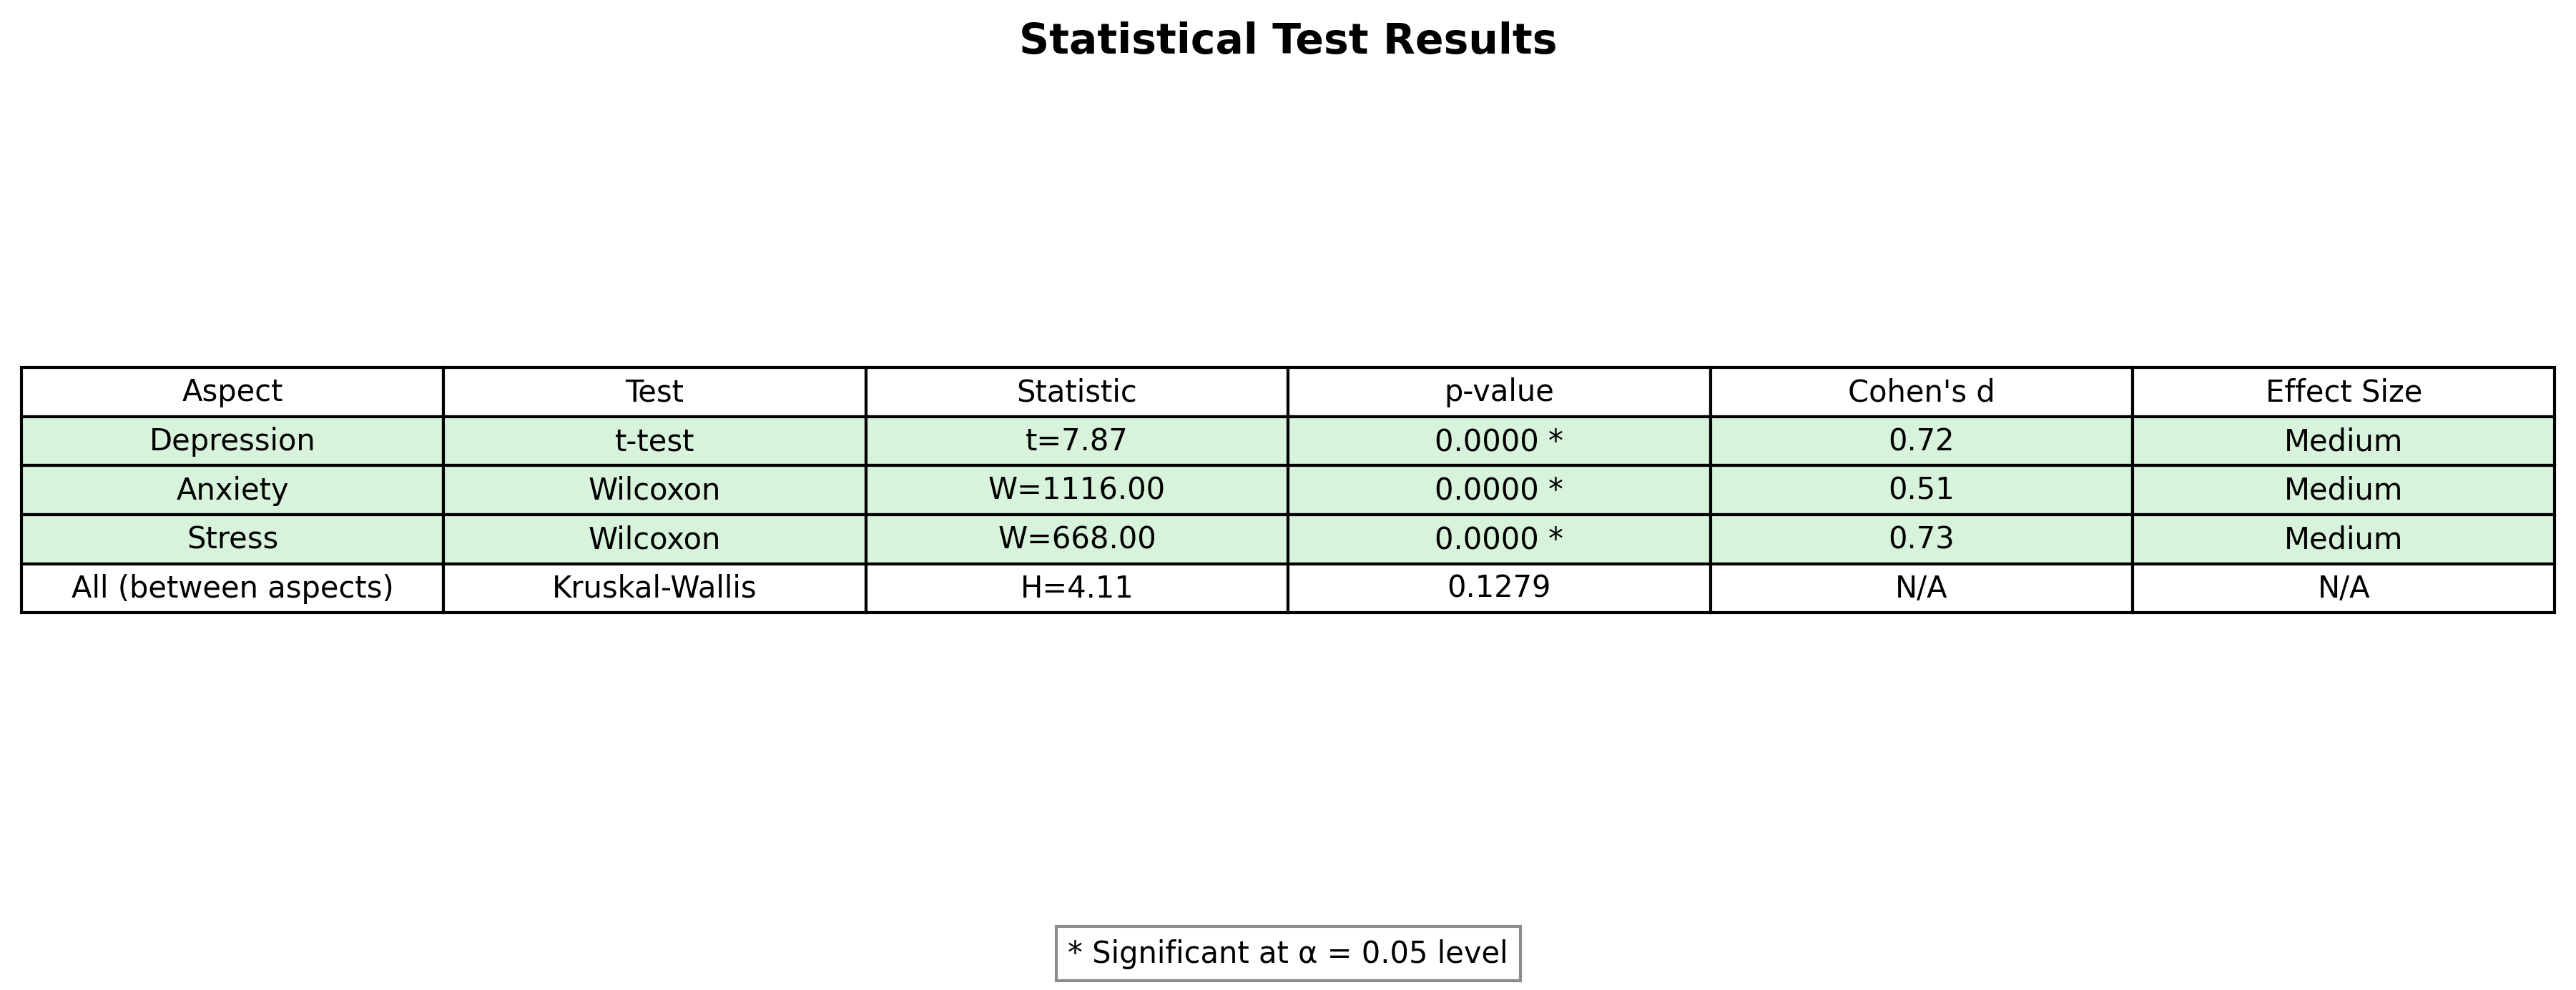 Statistical Test Results
Aspect Test Statistic p-value Cohen's d Effect Size
Depression t-test t=7.87 0.0000 * 0.72 Medium
Anxiety Wilcoxon W=1116.00 0.0000 * 0.51 Medium
Stress Wilcoxon W=668.00 0.0000 * 0.73 Medium
All (between aspects) Kruskal-Wallis H=4.11 0.1279 N/A N/A
* Significant at α = 0.05 level